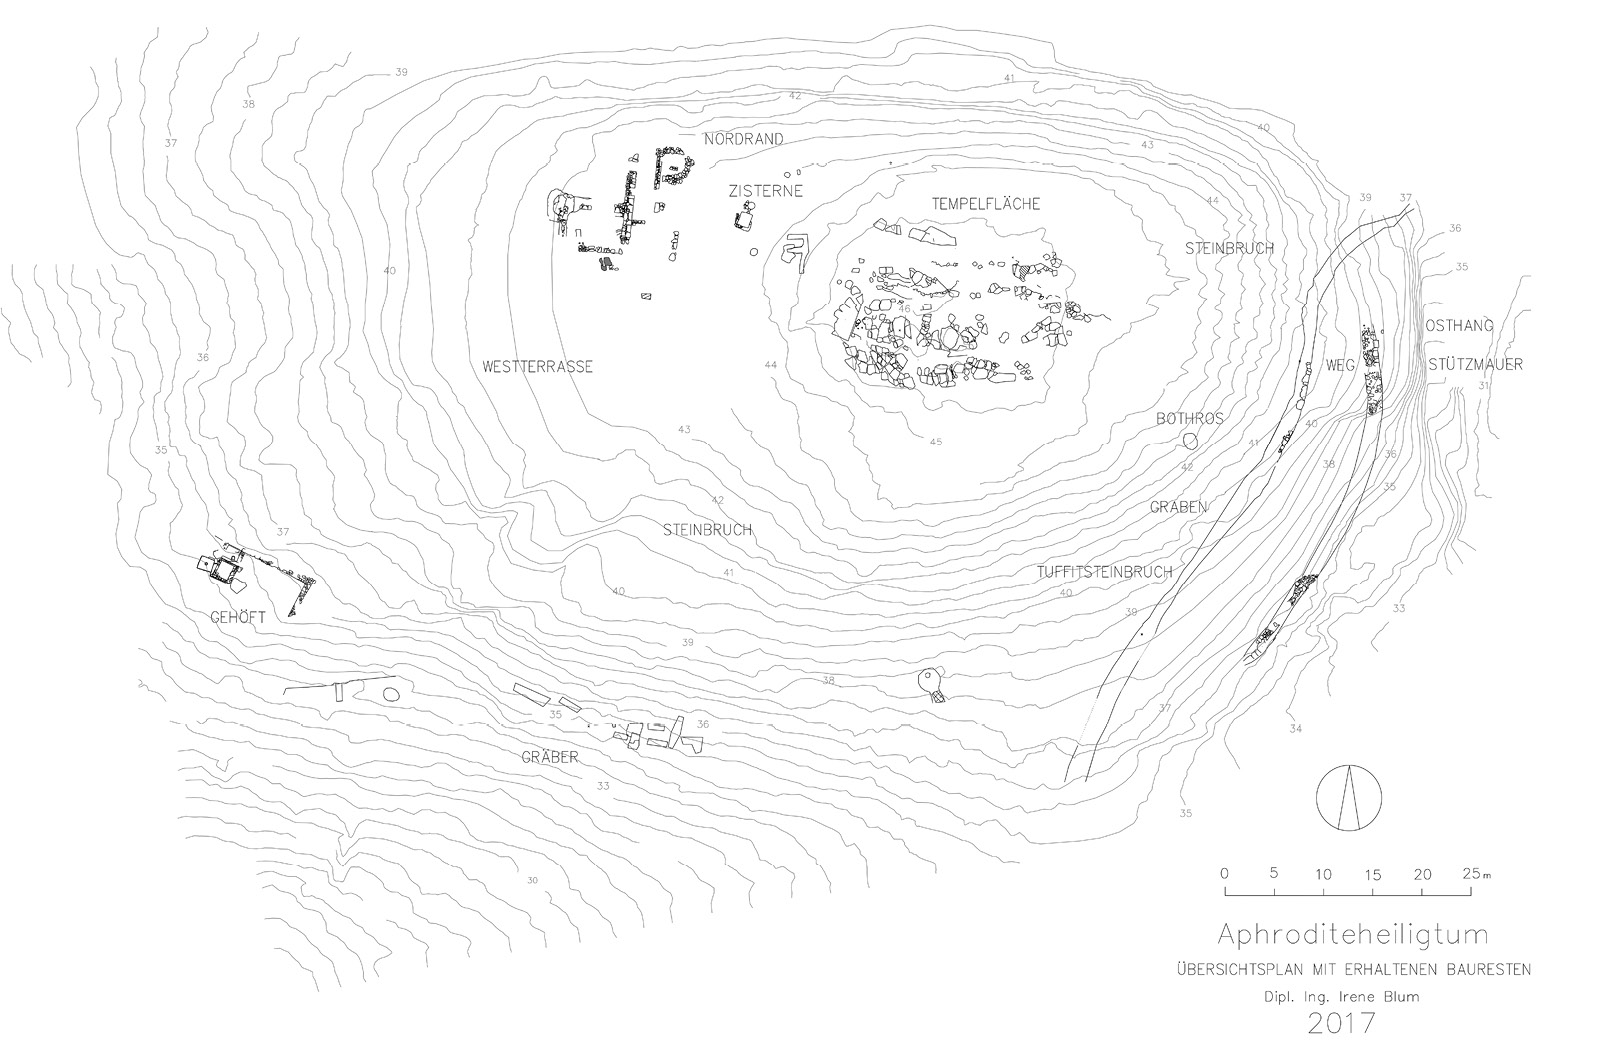 39
41
38
42
40
37
NORDRAND
43
ZISTERNE
39
37
TEMPELFLÄCHE
44
36
STEINBRUCH
35
40
46
OSTHANG
36
44
WESTTERRASSE
WEG
STÜTZMAUER
31
BOTHROS
43
40
45
41
35
36
42
38
42
35
GRABEN
STEINBRUCH
37
41
TUFFITSTEINBRUCH
40
40
33
39
GEHÖFT
39
38
37
35
36
34
GRÄBER
33
35
30
0 5 10 15 20 25 m
Aphroditeheiligtum
ÜBERSICHTSPLAN MIT ERHALTENEN BAURESTEN
Dipl. Ing. Irene Blum
2017